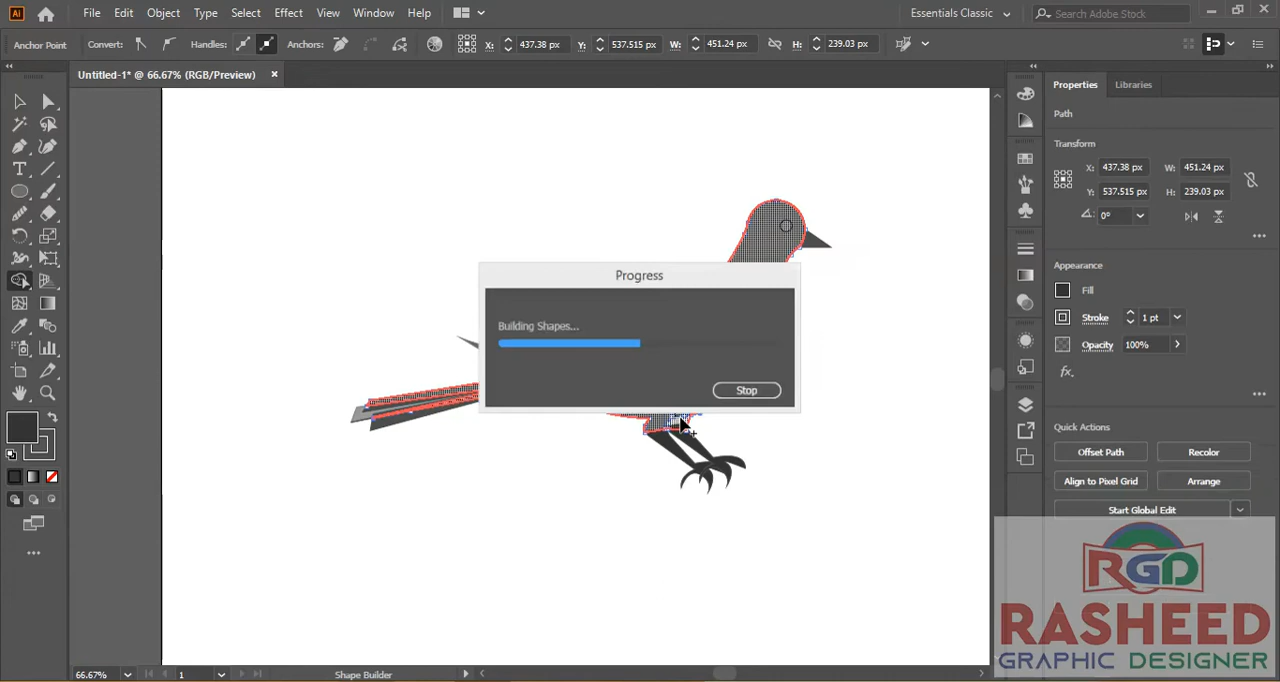 Ai File Edit Object Type Select Effect View Window Help Essentials Classic Search Adobe Stock
Anchor Point Convert: Handles: Anchors: X: 437.38 px Y: 537.515 px W: 451.24 px H: 239.03 px
Untitled-1* @ 66.67% (RGB/Preview)
Properties Libraries
Path
Transform
X: 437.38 px W: 451.24 px
Y: 537.515 px H: 239.03 px
0°
Appearance
Fill
Stroke 1 pt
Opacity 100%
fx.
Quick Actions
Offset Path Recolor
Align to Pixel Grid Arrange
Start Global Edit
Progress
Building Shapes...
Stop
RGD
RASHEED
GRAPHIC DESIGNER
66.67% 1 Shape Builder